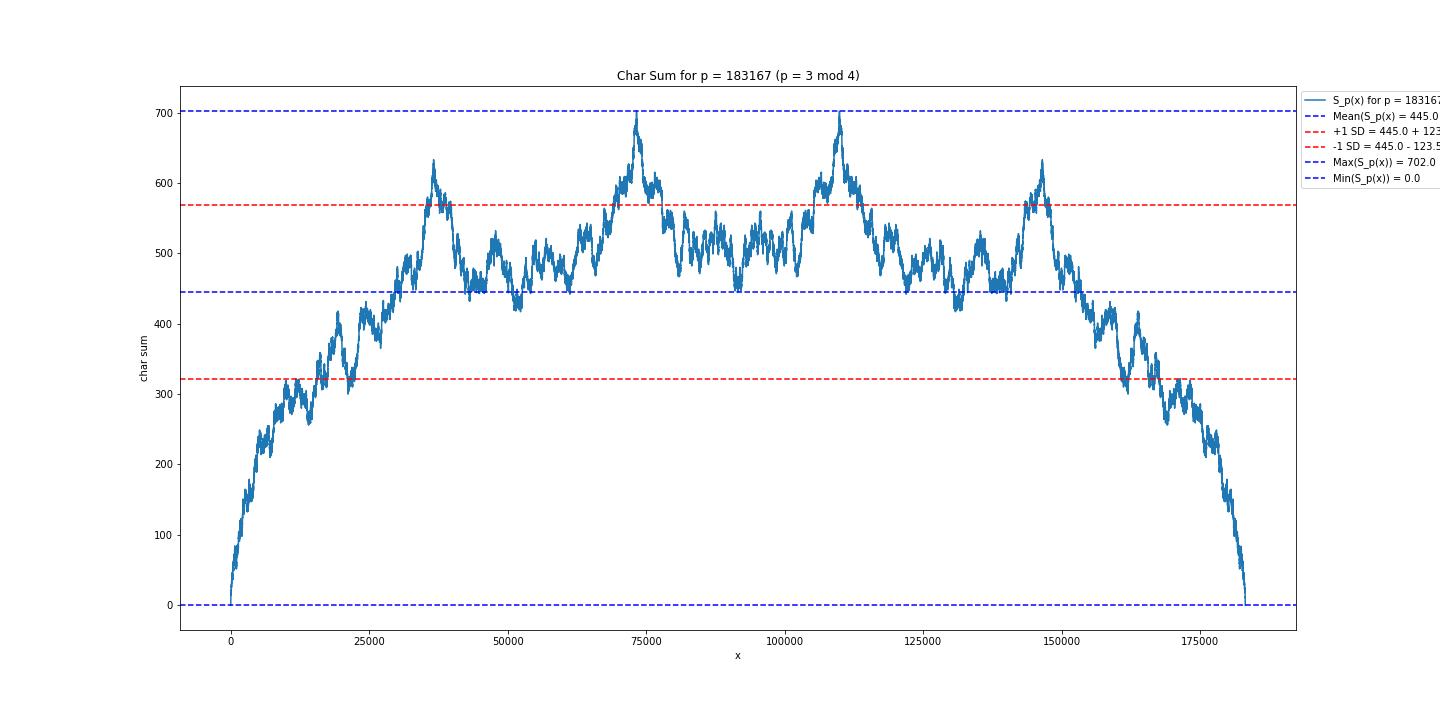 Char Sum for p = 183167 (p = 3 mod 4)
S_p(x) for p = 183167
Mean(S_p(x) = 445.0
+1 SD = 445.0 + 123
-1 SD = 445.0 - 123.5
Max(S_p(x)) = 702.0
Min(S_p(x)) = 0.0
700
600
500
400
300
200
100
0
char sum
0 25000 50000 75000 100000 125000 150000 175000
x